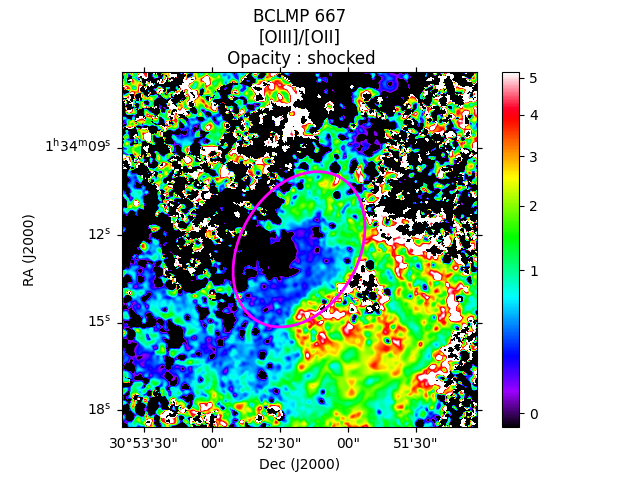 BCLMP 667
[OIII]/[OII]
Opacity : shocked
1h34m09s
12s
15s
18s
RA (J2000)
30°53'30" 00" 52'30" 00" 51'30"
Dec (J2000)
5
4
3
2
1
0